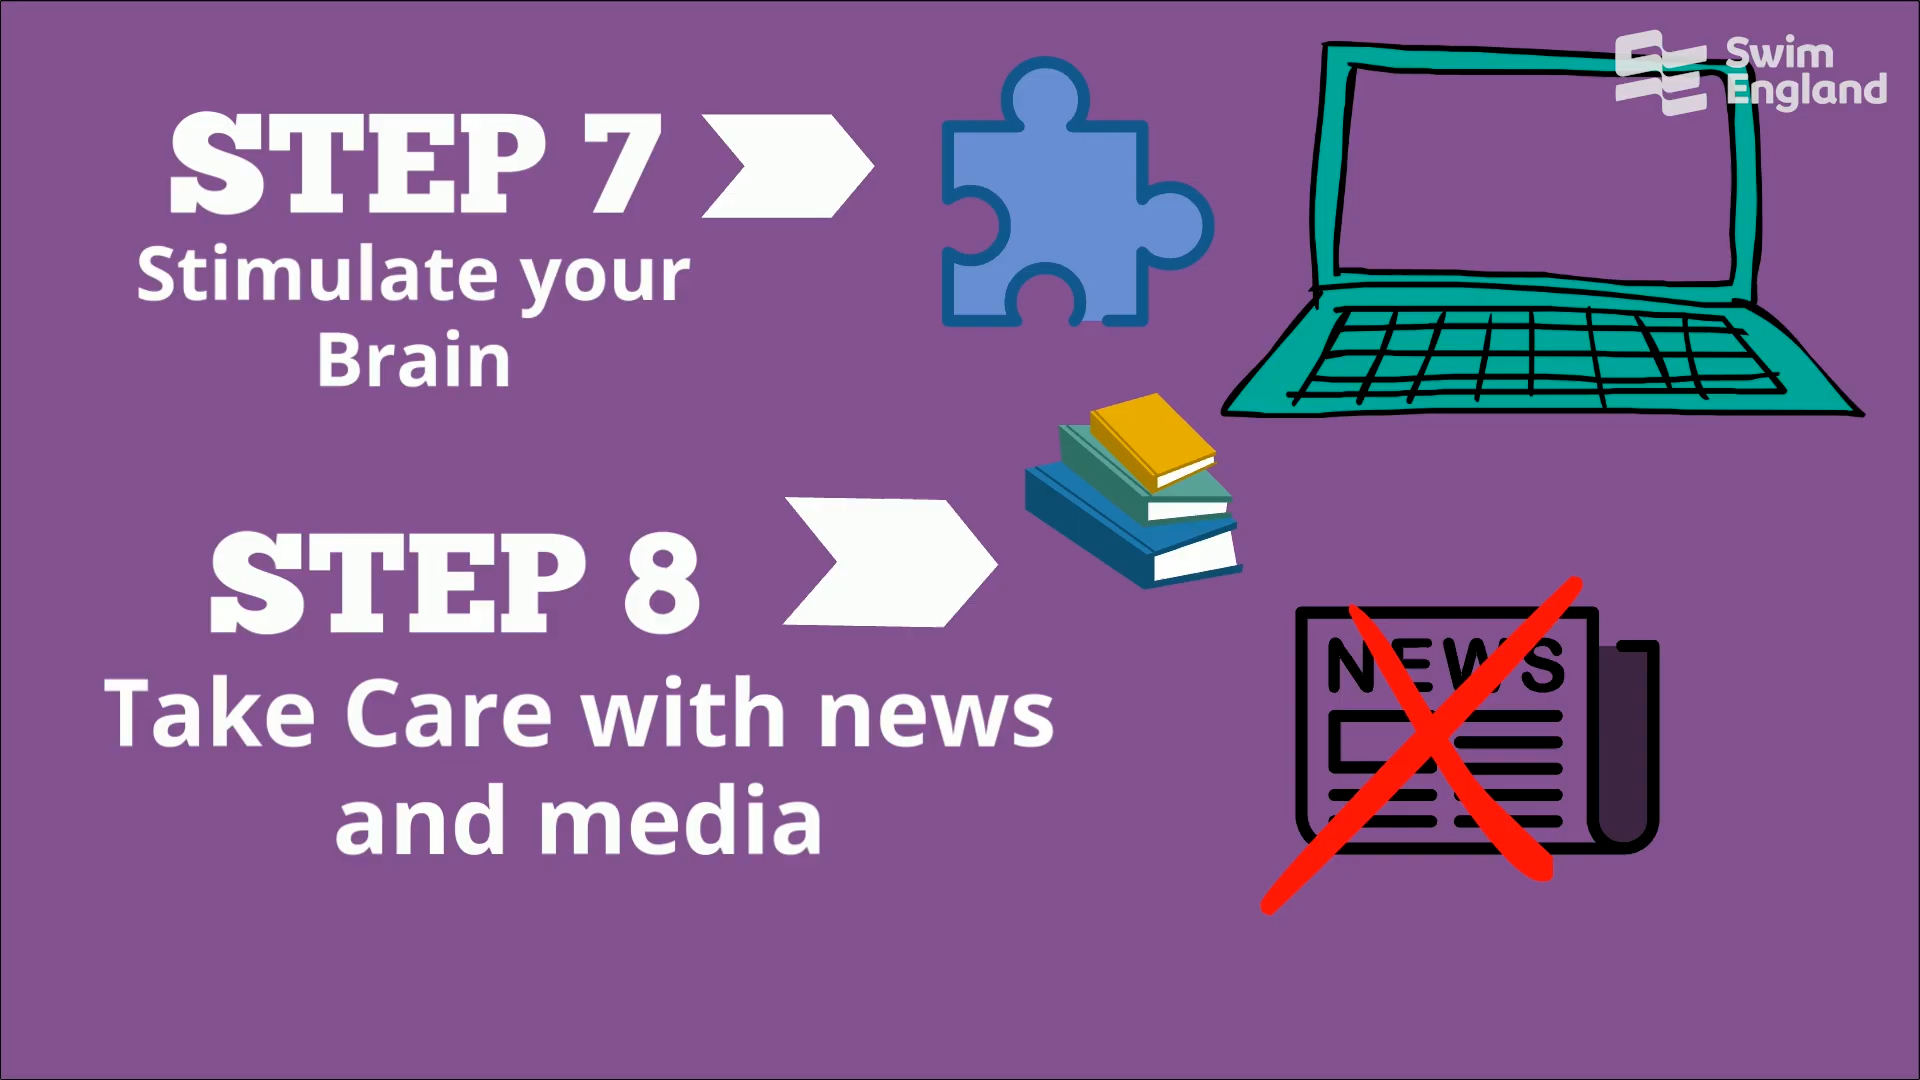 Swim
England
STEP 7
Stimulate your
Brain
STEP 8
Take Care with news
and media
NEWS